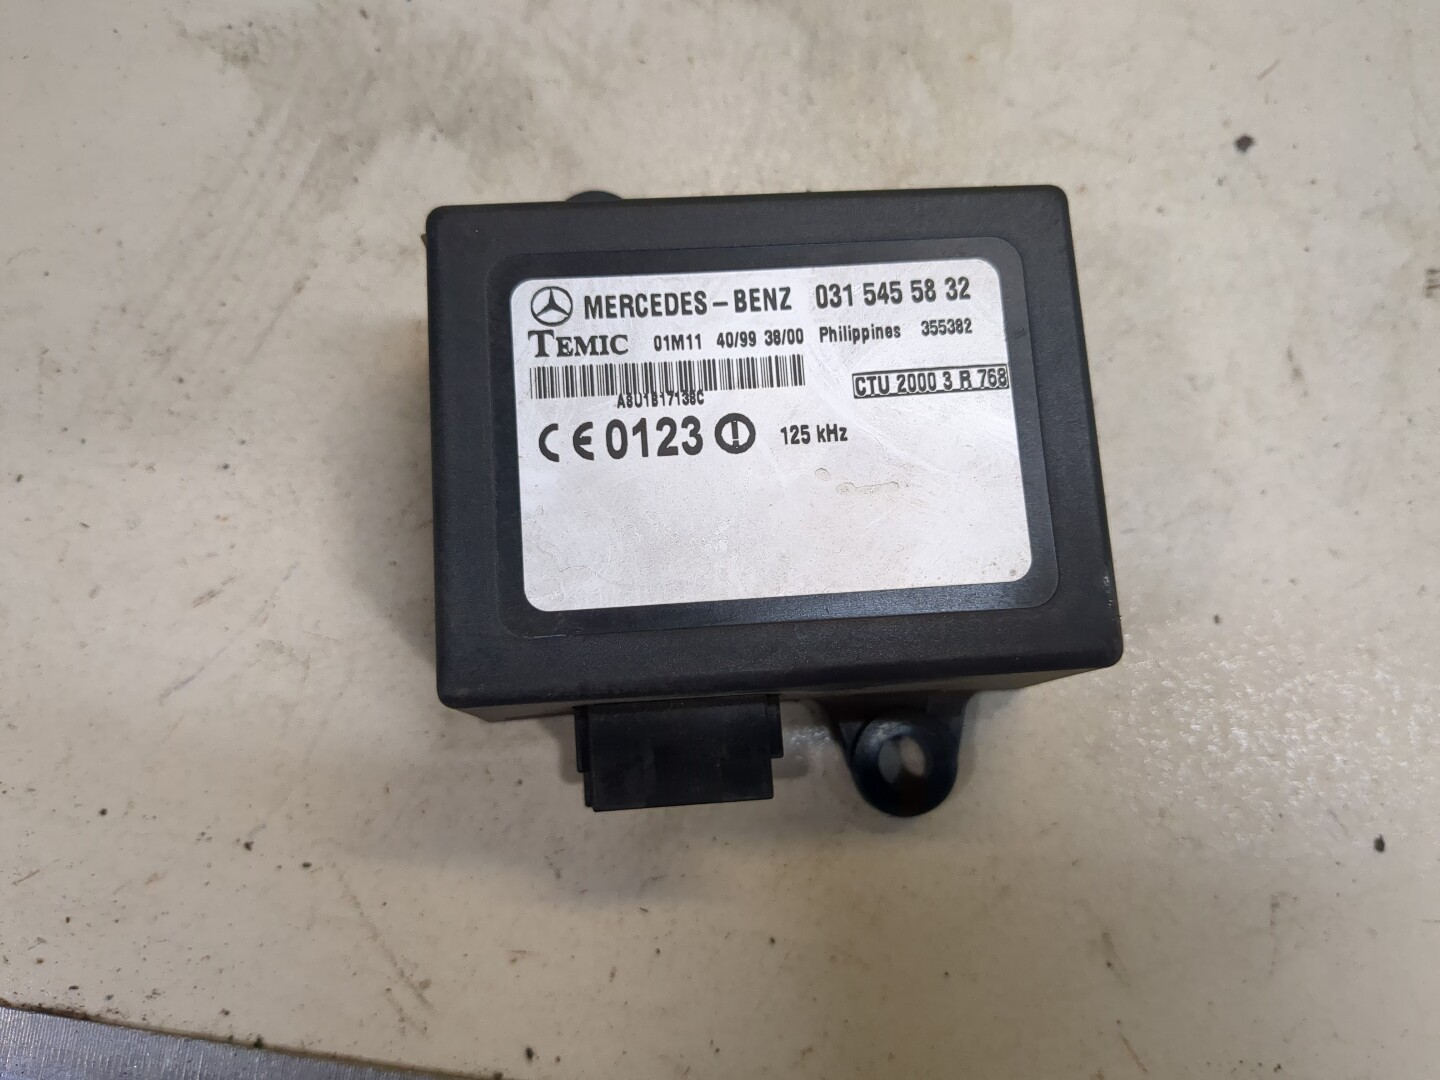 MERCEDES-BENZ 031 545 58 32
TEMIC 01M11 40/99 38/00 Philippines 355382
CTU 2000 3 R 768
A8U1817138C
CE 0123 125 kHz